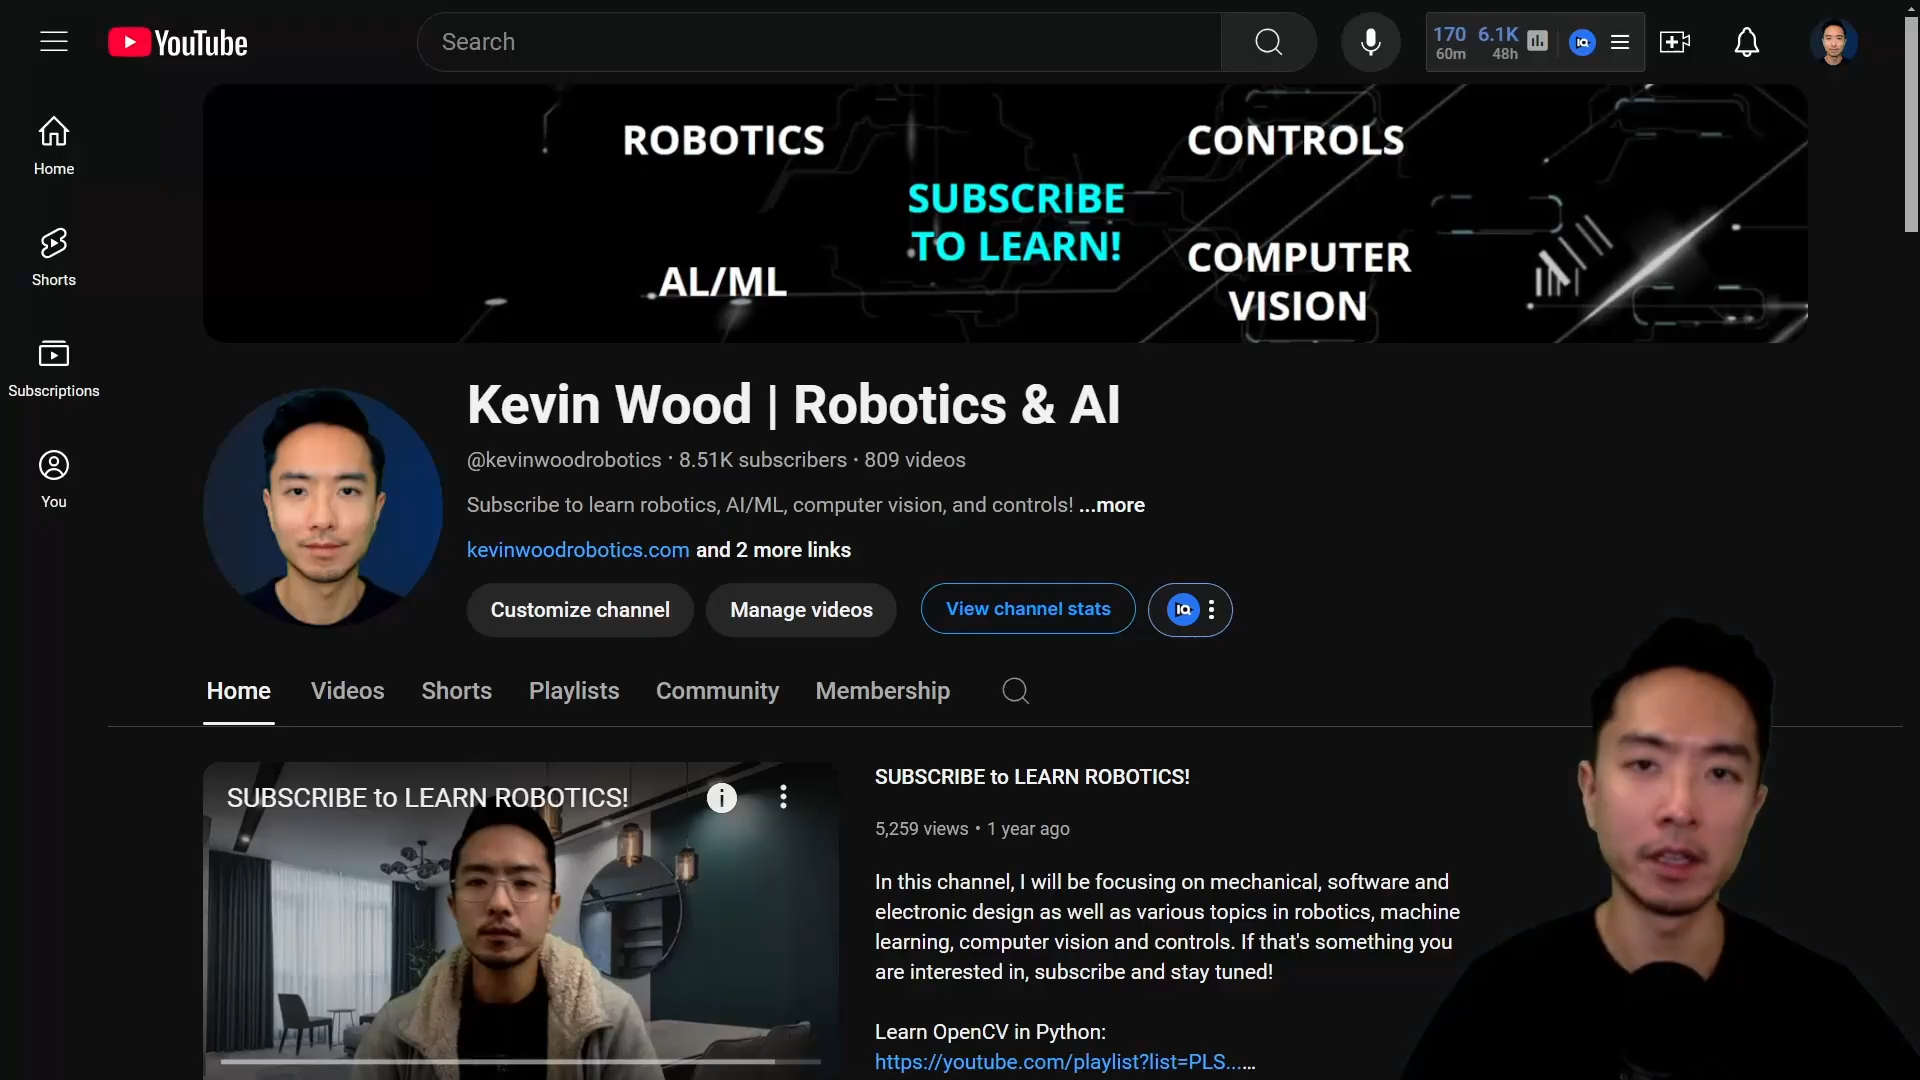 YouTube
Search
170 6.1K
60m 48h
IQ
Home
Shorts
Subscriptions
You
ROBOTICS
CONTROLS
SUBSCRIBE
TO LEARN!
AL/ML
COMPUTER
VISION
Kevin Wood | Robotics & AI
@kevinwoodrobotics · 8.51K subscribers · 809 videos
Subscribe to learn robotics, AI/ML, computer vision, and controls! ...more
kevinwoodrobotics.com and 2 more links
Customize channel
Manage videos
View channel stats
IQ
Home Videos Shorts Playlists Community Membership
SUBSCRIBE to LEARN ROBOTICS!
SUBSCRIBE to LEARN ROBOTICS!
5,259 views · 1 year ago
In this channel, I will be focusing on mechanical, software and
electronic design as well as various topics in robotics, machine
learning, computer vision and controls. If that's something you
are interested in, subscribe and stay tuned!
Learn OpenCV in Python:
https://youtube.com/playlist?list=PLS...…